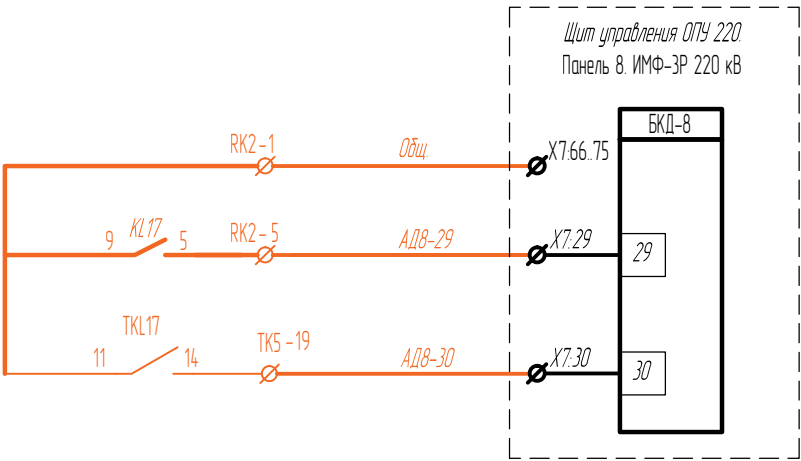 Щит управления ОПУ 220.
Панель 8. ИМФ-3Р 220 кВ
БКД-8
RK2-1
Общ.
X7:66..75
9
KL17
5
RK2-5
АД8-29
X7:29
29
TKL17
11
14
TK5-19
АД8-30
X7:30
30